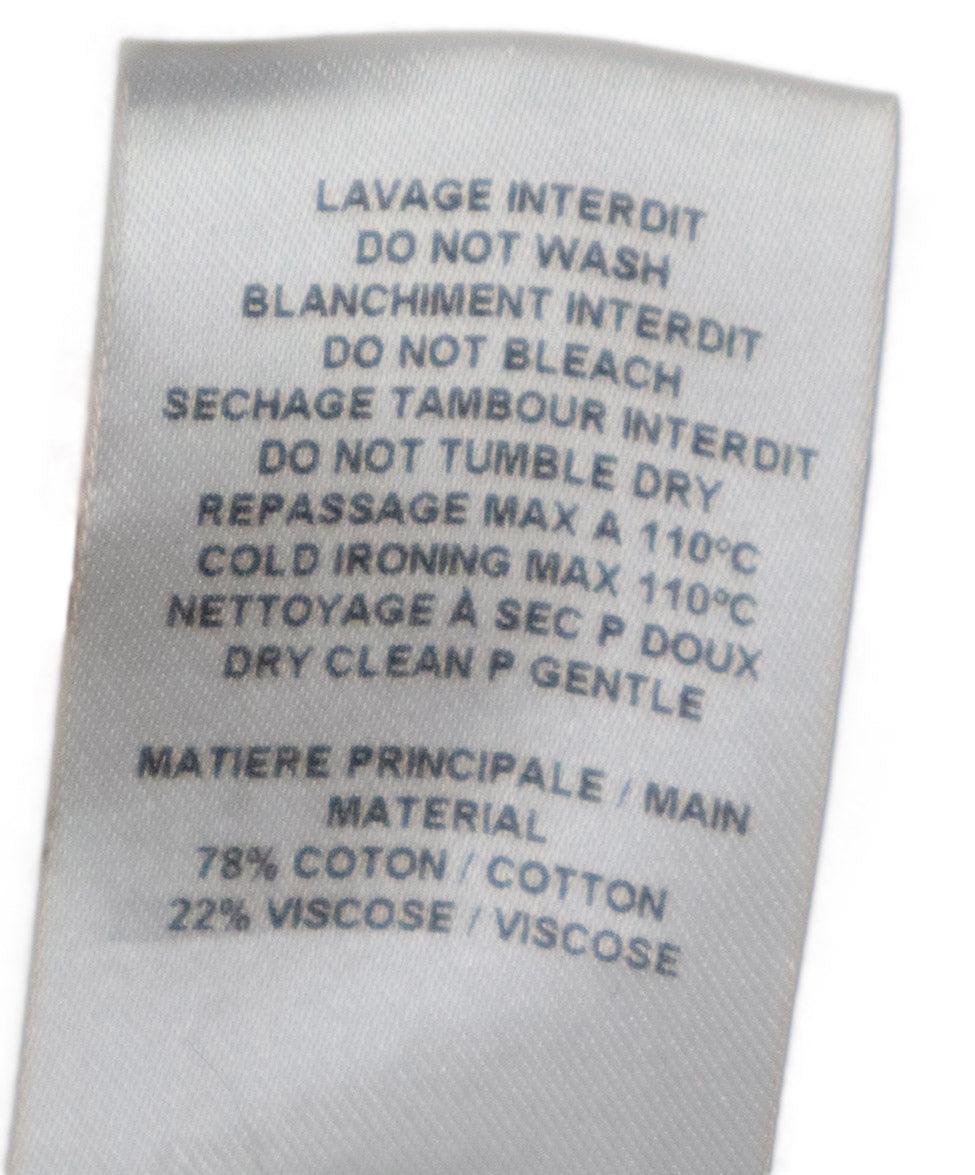 LAVAGE INTERDIT
DO NOT WASH
BLANCHIMENT INTERDIT
DO NOT BLEACH
SECHAGE TAMBOUR INTERDIT
DO NOT TUMBLE DRY
REPASSAGE MAX A 110ºC
COLD IRONING MAX 110ºC
NETTOYAGE À SEC P DOUX
DRY CLEAN P GENTLE
MATIERE PRINCIPALE / MAIN
MATERIAL
78% COTON / COTTON
22% VISCOSE / VISCOSE